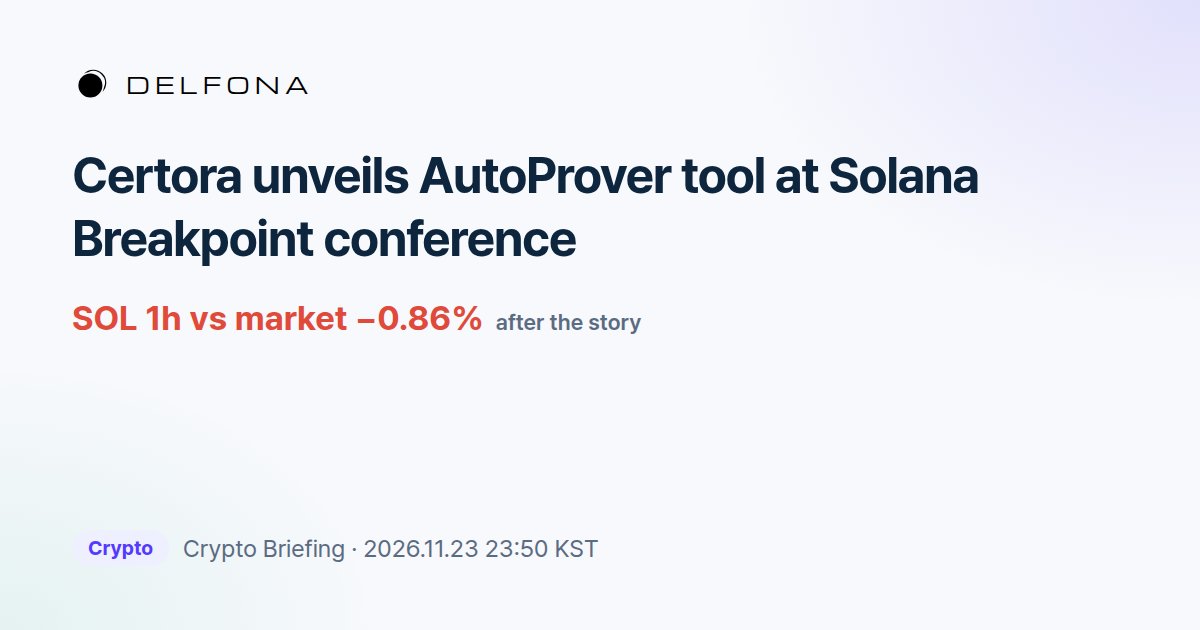 DELFONA
Certora unveils AutoProver tool at Solana
Breakpoint conference
SOL 1h vs market −0.86% after the story
Crypto Crypto Briefing · 2026.11.23 23:50 KST